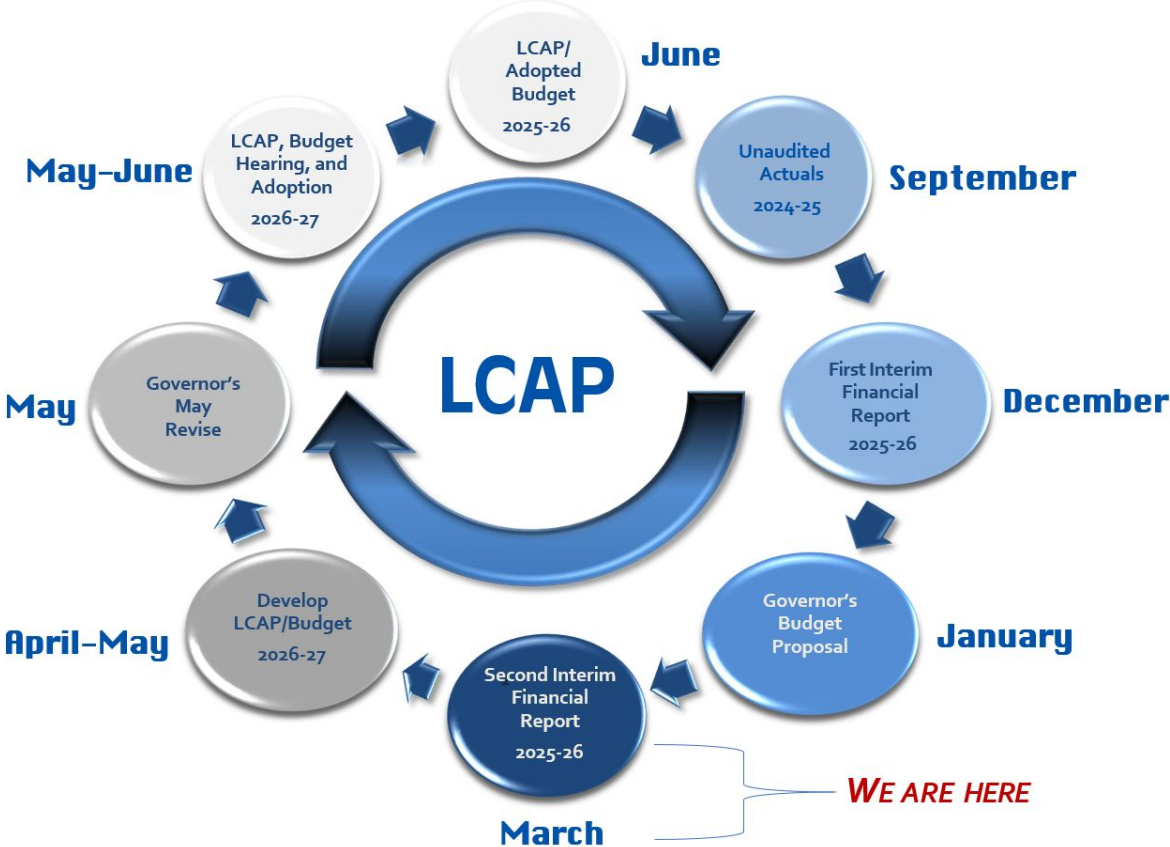 LCAP/
Adopted
Budget
2025-26
June
Unaudited
Actuals
2024-25
September
First Interim
Financial
Report
2025-26
December
Governor's
Budget
Proposal
January
Second Interim
Financial
Report
2025-26
March
WE ARE HERE
Develop
LCAP/Budget
2026-27
April-May
Governor's
May
Revise
May
LCAP, Budget
Hearing, and
Adoption
2026-27
May-June
LCAP